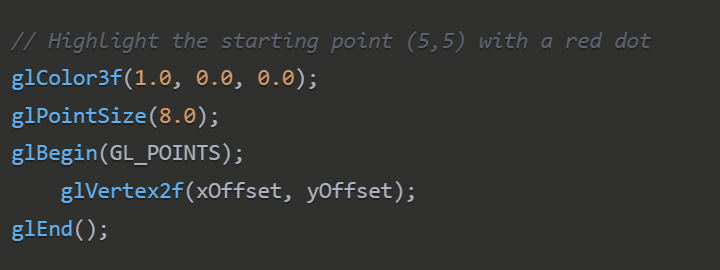 // Highlight the starting point (5,5) with a red dot
glColor3f(1.0, 0.0, 0.0);
glPointSize(8.0);
glBegin(GL_POINTS);
    glVertex2f(xOffset, yOffset);
glEnd();